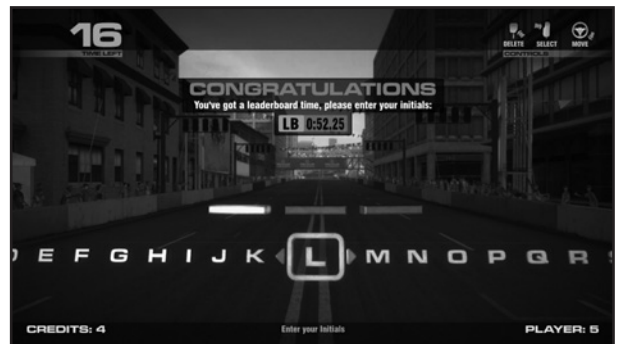 16
TIME LEFT
DELETE SELECT MOVE
CONTROLS
CONGRATULATIONS
You've got a leaderboard time, please enter your initials:
LB 0:52.25
D E F G H I J K L M N O P Q R S
CREDITS: 4
Enter your Initials
PLAYER: 5